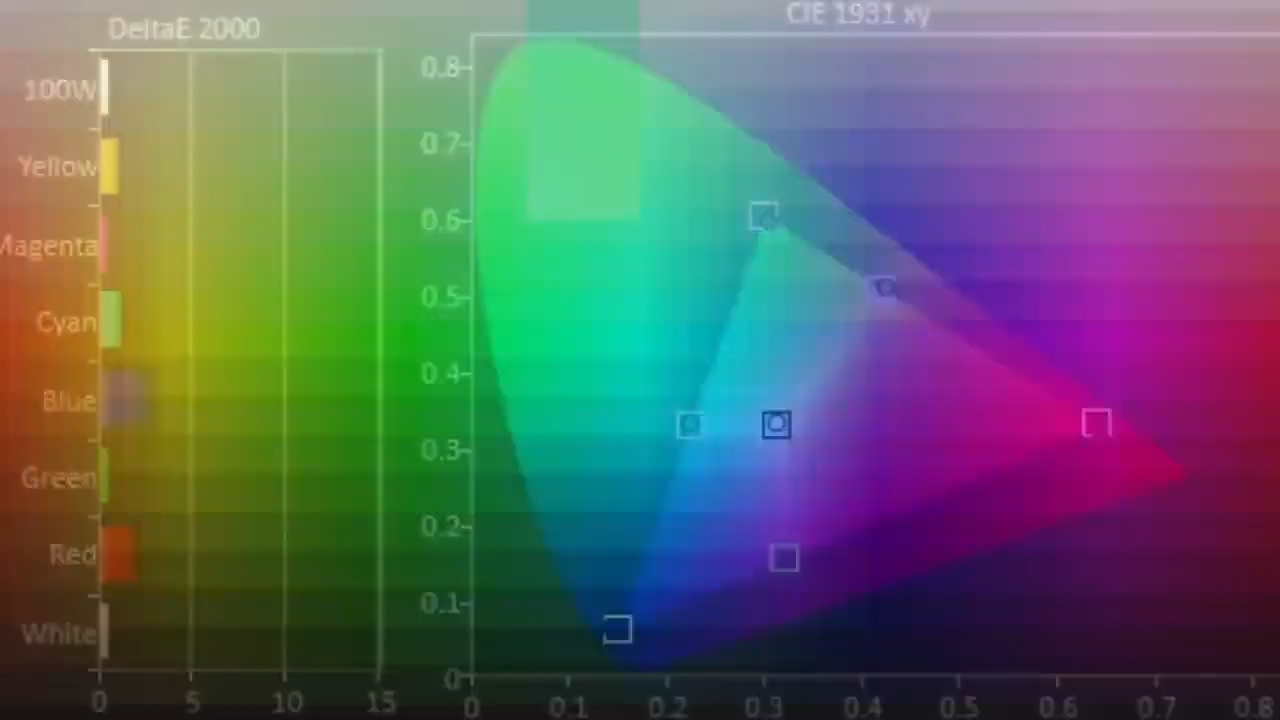 DeltaE 2000
100W
Yellow
Magenta
Cyan
Blue
Green
Red
White
0 5 10 15
CIE 1931 xy
0.8
0.7
0.6
0.5
0.4
0.3
0.2
0.1
0
0 0.1 0.2 0.3 0.4 0.5 0.6 0.7 0.8